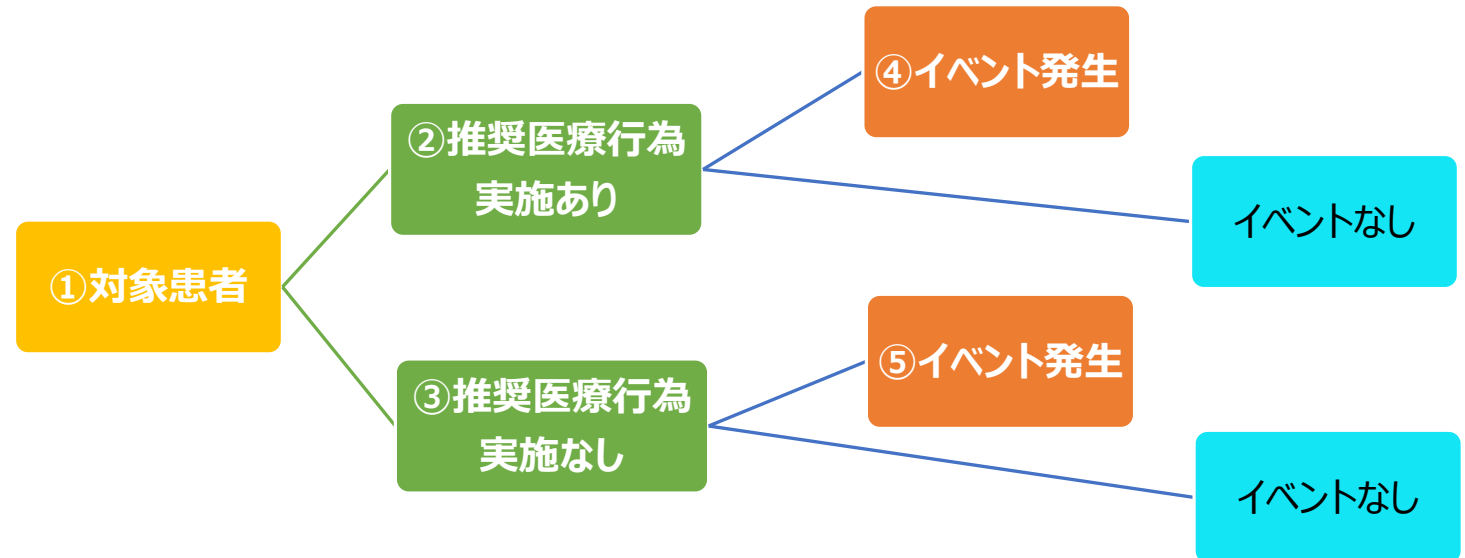 ①対象患者
②推奨医療行為
実施あり
③推奨医療行為
実施なし
④イベント発生
イベントなし
⑤イベント発生
イベントなし